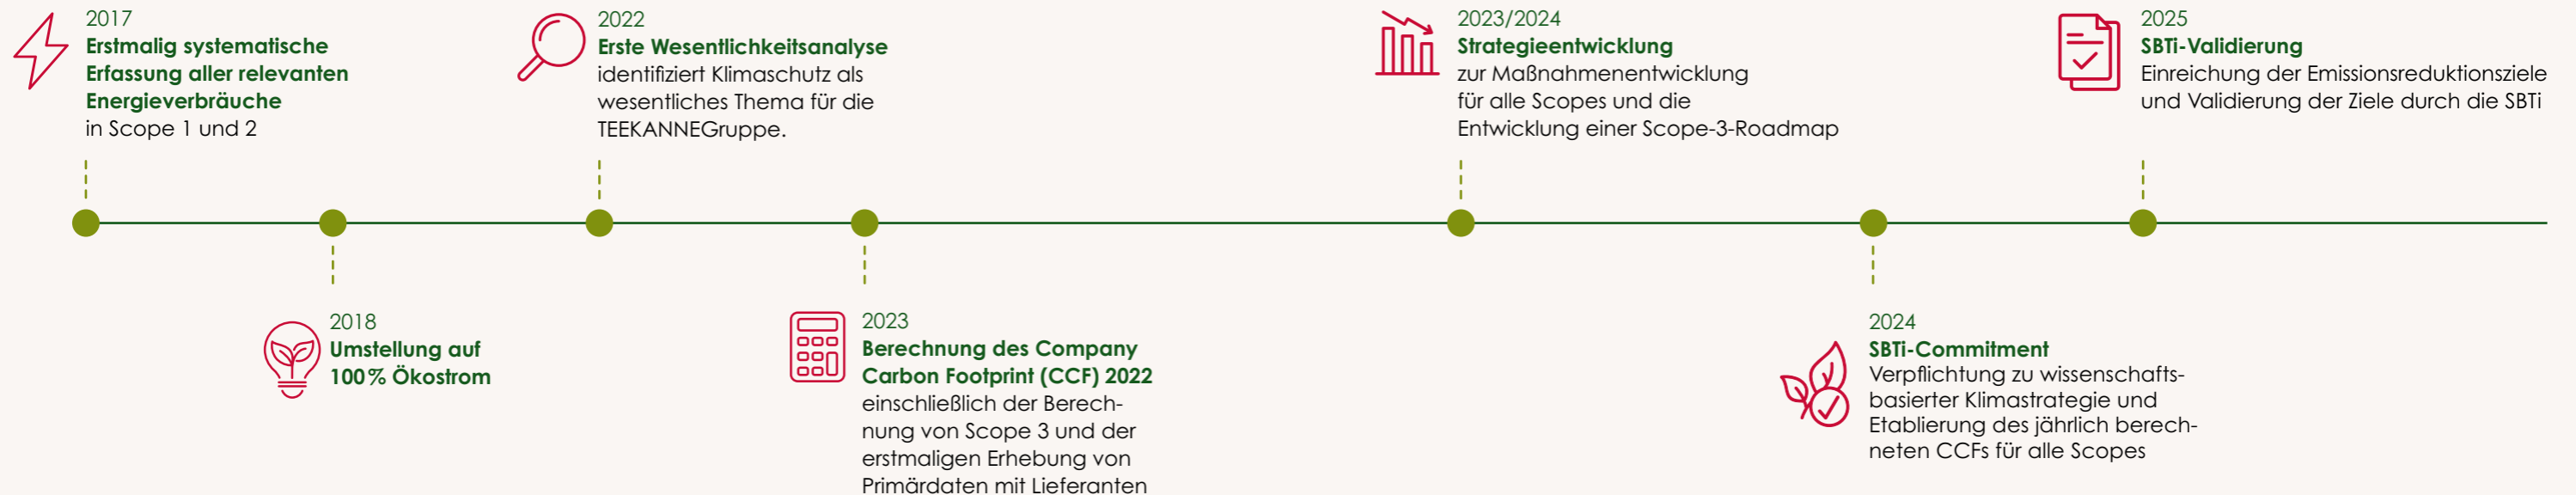 2017
Erstmalig systematische
Erfassung aller relevanten
Energieverbräuche
in Scope 1 und 2
2018
Umstellung auf
100 % Ökostrom
2022
Erste Wesentlichkeitsanalyse
identifiziert Klimaschutz als
wesentliches Thema für die
TEEKANNEGruppe.
2023
Berechnung des Company
Carbon Footprint (CCF) 2022
einschließlich der Berech-
nung von Scope 3 und der
erstmaligen Erhebung von
Primärdaten mit Lieferanten
2023/2024
Strategieentwicklung
zur Maßnahmenentwicklung
für alle Scopes und die
Entwicklung einer Scope-3-Roadmap
2024
SBTi-Commitment
Verpflichtung zu wissenschafts-
basierter Klimastrategie und
Etablierung des jährlich berech-
neten CCFs für alle Scopes
2025
SBTi-Validierung
Einreichung der Emissionsreduktionsziele
und Validierung der Ziele durch die SBTi